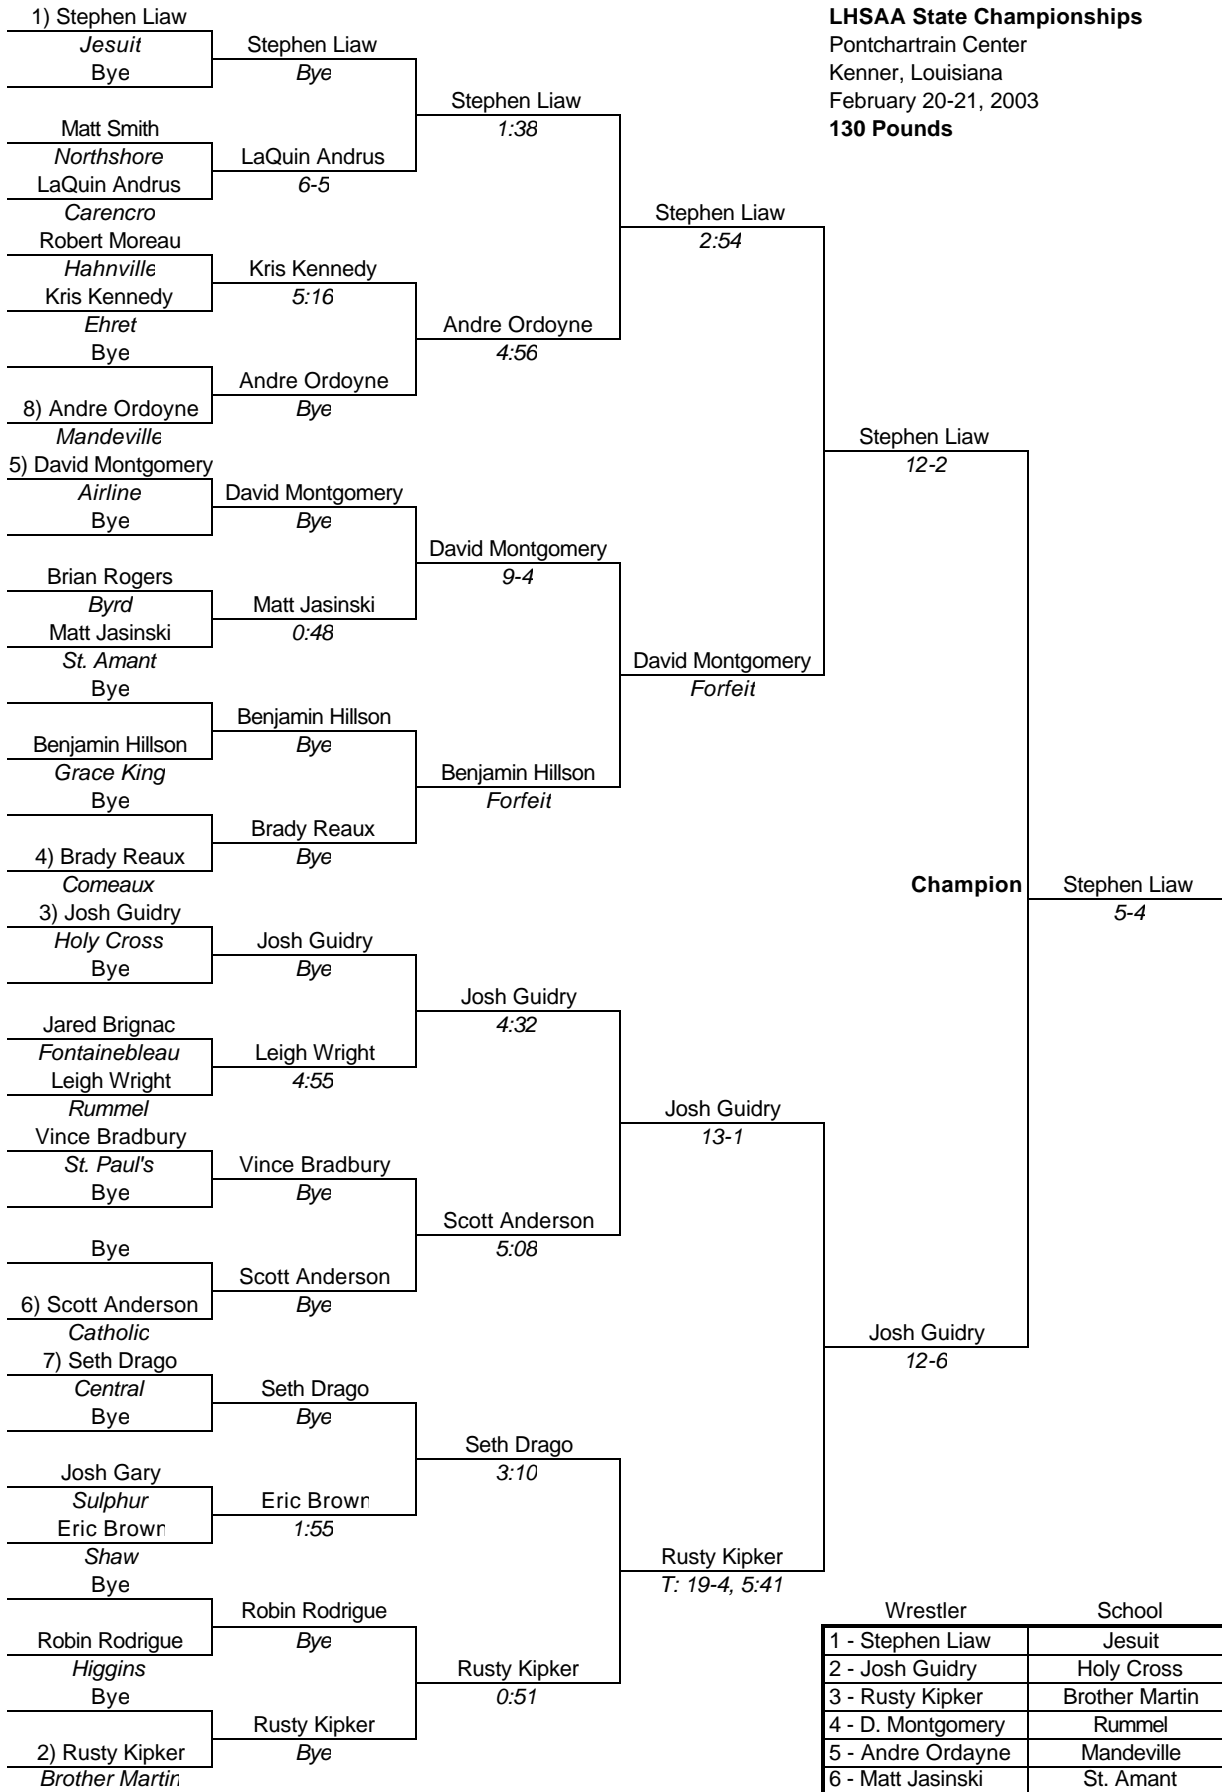 1) Stephen Liaw
Jesuit
Bye
Matt Smith
Northshore
LaQuin Andrus
Carencro
Robert Moreau
Hahnville
Kris Kennedy
Ehret
Bye
8) Andre Ordoyne
Mandeville
5) David Montgomery
Airline
Bye
Brian Rogers
Byrd
Matt Jasinski
St. Amant
Bye
Benjamin Hillson
Grace King
Bye
4) Brady Reaux
Comeaux
3) Josh Guidry
Holy Cross
Bye
Jared Brignac
Fontainebleau
Leigh Wright
Rummel
Vince Bradbury
St. Paul's
Bye
Bye
6) Scott Anderson
Catholic
7) Seth Drago
Central
Bye
Josh Gary
Sulphur
Eric Brown
Shaw
Bye
Robin Rodrigue
Higgins
Bye
2) Rusty Kipker
Brother Martin
Stephen Liaw
Bye
LaQuin Andrus
6-5
Kris Kennedy
5:16
Andre Ordoyne
Bye
David Montgomery
Bye
Matt Jasinski
0:48
Benjamin Hillson
Bye
Brady Reaux
Bye
Josh Guidry
Bye
Leigh Wright
4:55
Vince Bradbury
Bye
Scott Anderson
Bye
Seth Drago
Bye
Eric Brown
1:55
Robin Rodrigue
Bye
Rusty Kipker
Bye
Stephen Liaw
1:38
Andre Ordoyne
4:56
David Montgomery
9-4
Benjamin Hillson
Forfeit
Josh Guidry
4:32
Scott Anderson
5:08
Seth Drago
3:10
Rusty Kipker
0:51
Stephen Liaw
2:54
David Montgomery
Forfeit
Josh Guidry
13-1
Rusty Kipker
T: 19-4, 5:41
Stephen Liaw
12-2
Josh Guidry
12-6
Champion
Stephen Liaw
5-4
LHSAA State Championships
Pontchartrain Center
Kenner, Louisiana
February 20-21, 2003
130 Pounds
Wrestler School
1 - Stephen Liaw Jesuit
2 - Josh Guidry Holy Cross
3 - Rusty Kipker Brother Martin
4 - D. Montgomery Rummel
5 - Andre Ordayne Mandeville
6 - Matt Jasinski St. Amant